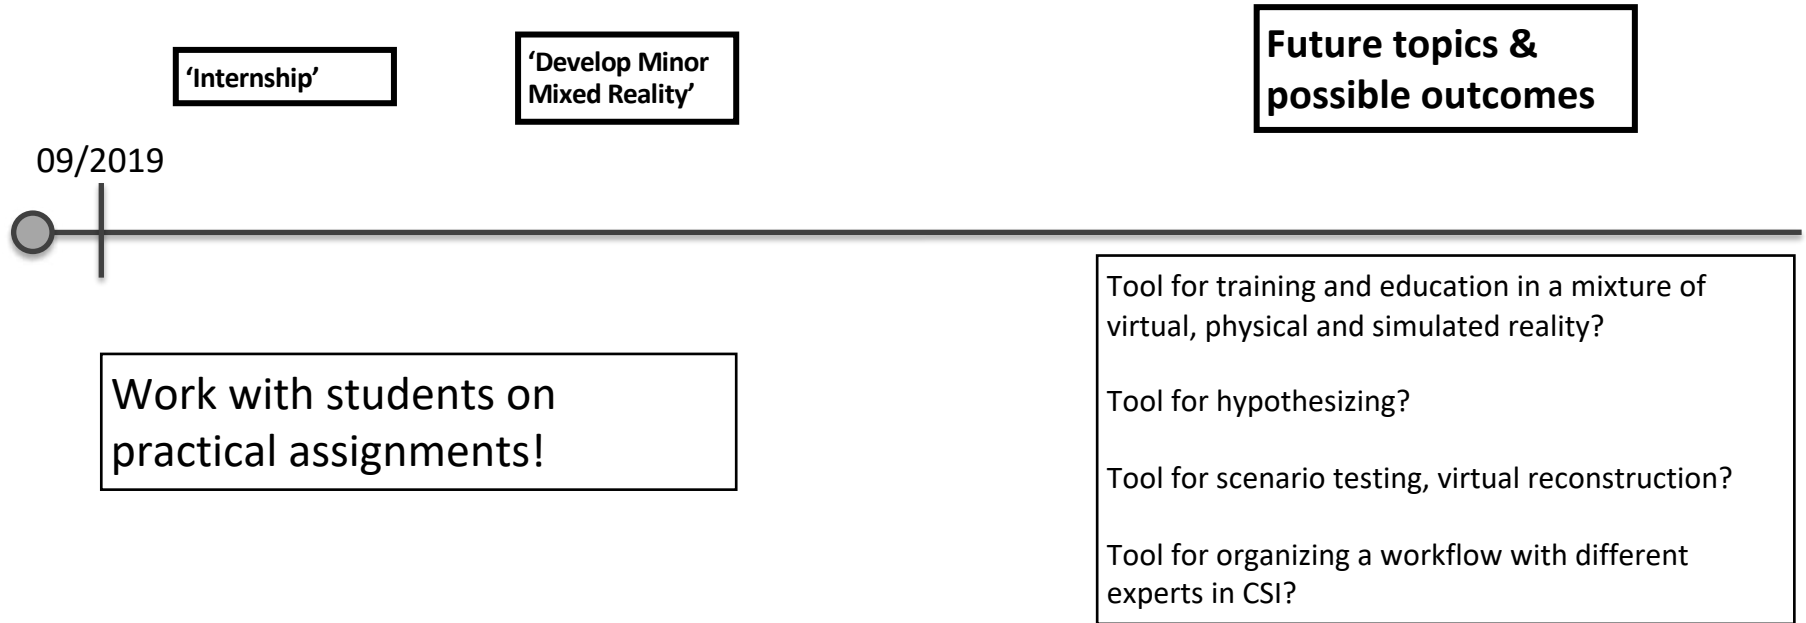 ‘Internship’
‘Develop Minor
Mixed Reality’
Future topics &
possible outcomes
09/2019
Work with students on
practical assignments!
Tool for training and education in a mixture of
virtual, physical and simulated reality?
Tool for hypothesizing?
Tool for scenario testing, virtual reconstruction?
Tool for organizing a workflow with different
experts in CSI?